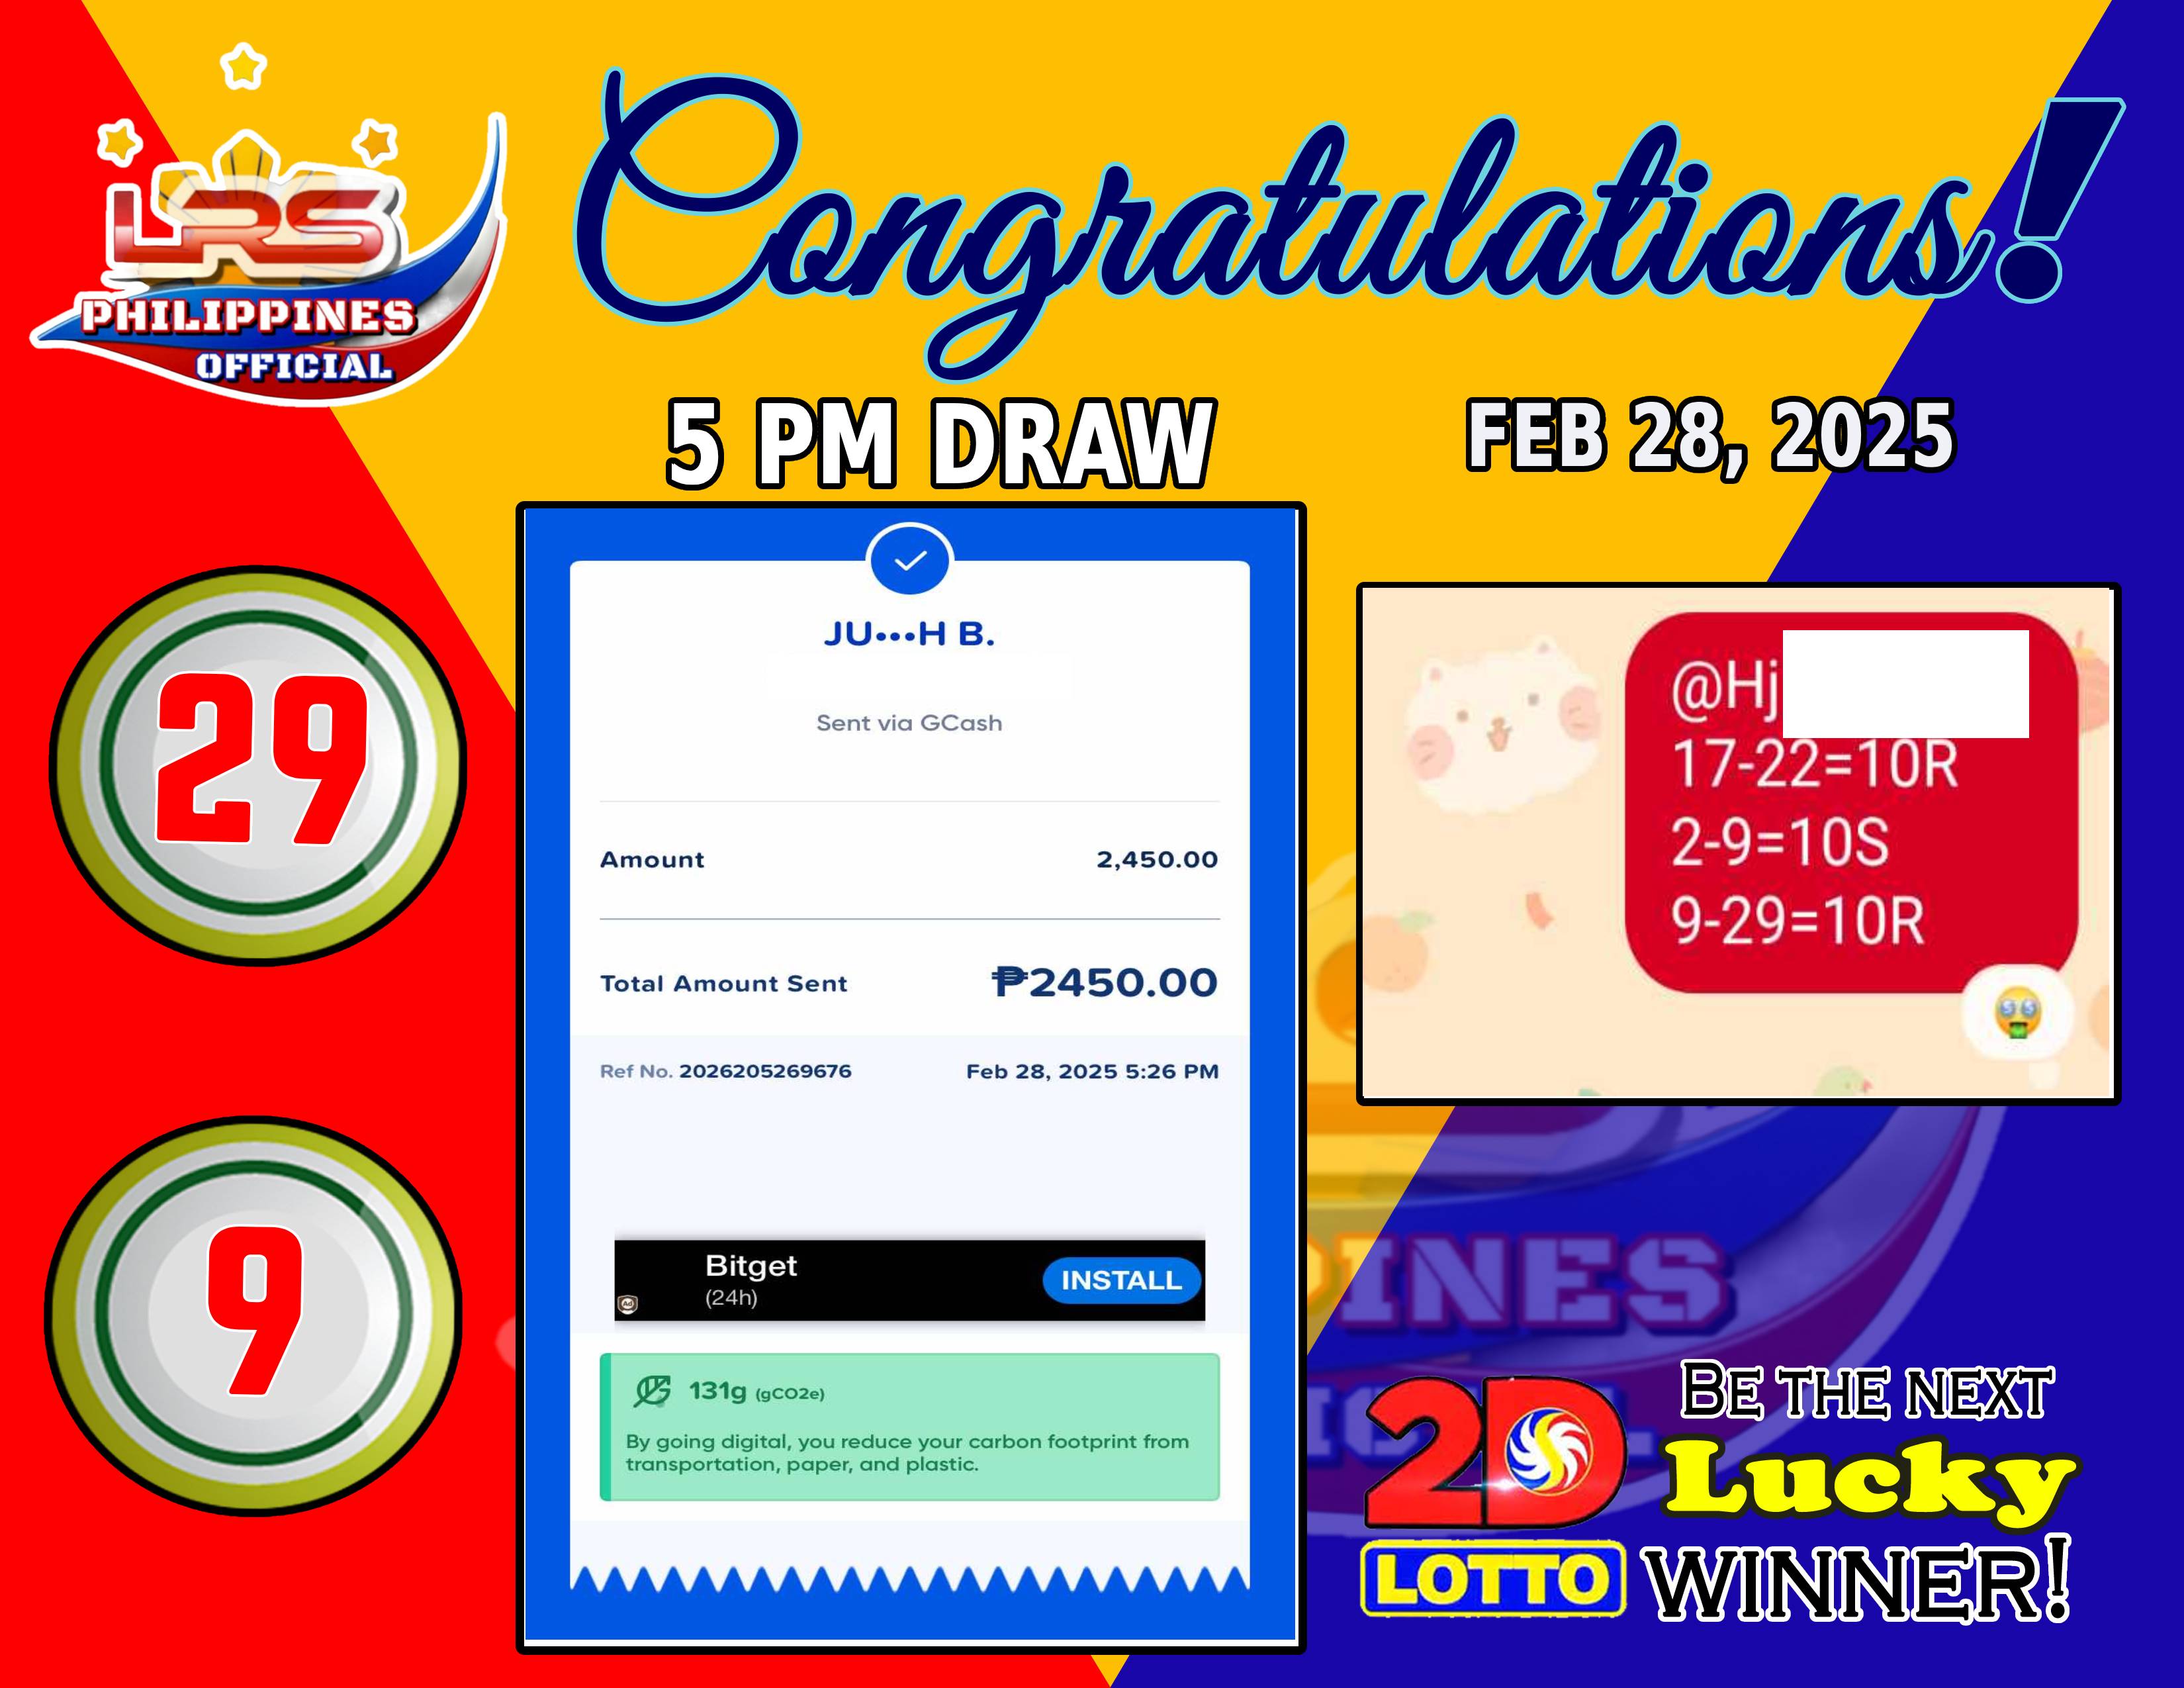 LRS
PHILIPPINES
OFFICIAL
Congratulations!
5 PM DRAW
FEB 28, 2025
29
9
JU•••H B.
Sent via GCash
Amount 2,450.00
Total Amount Sent ₱2450.00
Ref No. 2026205269676 Feb 28, 2025 5:26 PM
Bitget
(24h)
INSTALL
Ad
131g (gCO2e)
By going digital, you reduce your carbon footprint from
transportation, paper, and plastic.
@Hj
17-22=10R
2-9=10S
9-29=10R
PINES
2D
LOTTO
BE THE NEXT
Lucky
WINNER!